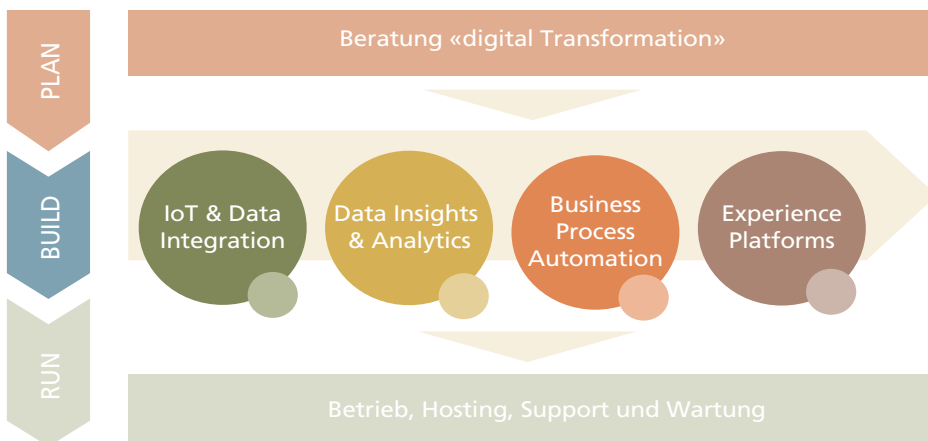 PLAN
Beratung «digital Transformation»
BUILD
IoT & Data
Integration
Data Insights
& Analytics
Business
Process
Automation
Experience
Platforms
RUN
Betrieb, Hosting, Support und Wartung